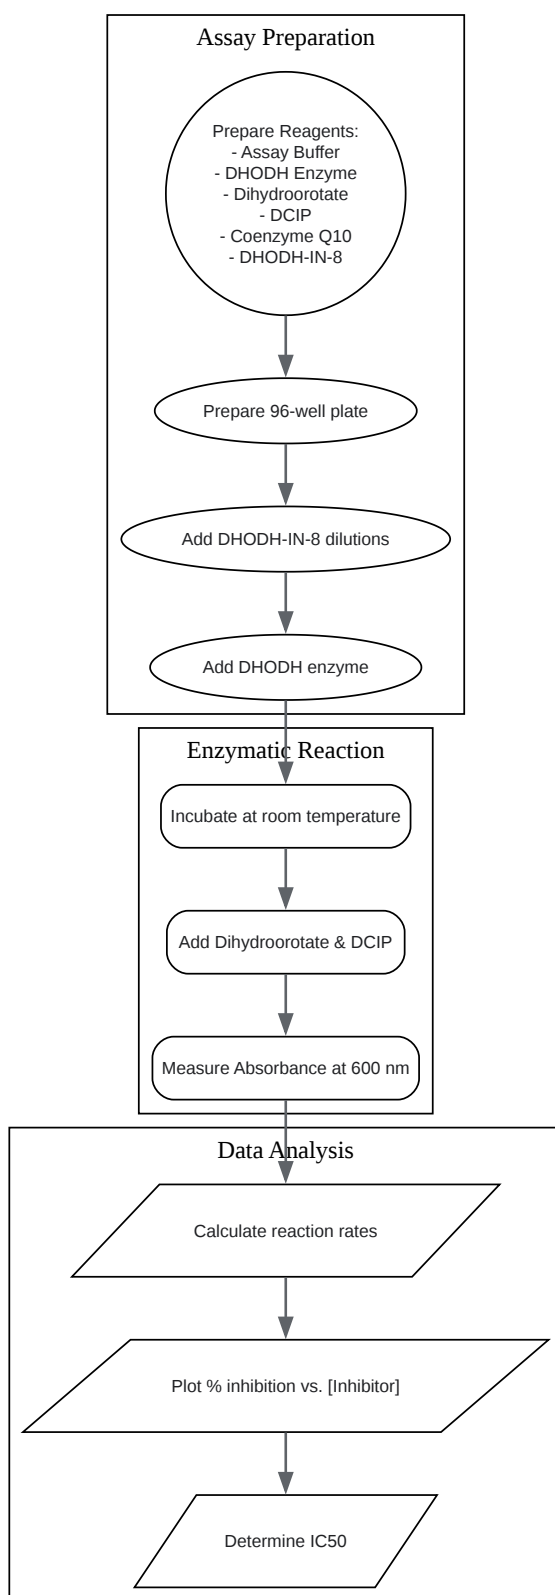 Assay Preparation
Prepare Reagents:
- Assay Buffer
- DHODH Enzyme
- Dihydroorotate
- DCIP
- Coenzyme Q10
- DHODH-IN-8
Prepare 96-well plate
Add DHODH-IN-8 dilutions
Add DHODH enzyme
Enzymatic Reaction
Incubate at room temperature
Add Dihydroorotate & DCIP
Measure Absorbance at 600 nm
Data Analysis
Calculate reaction rates
Plot % inhibition vs. [Inhibitor]
Determine IC50